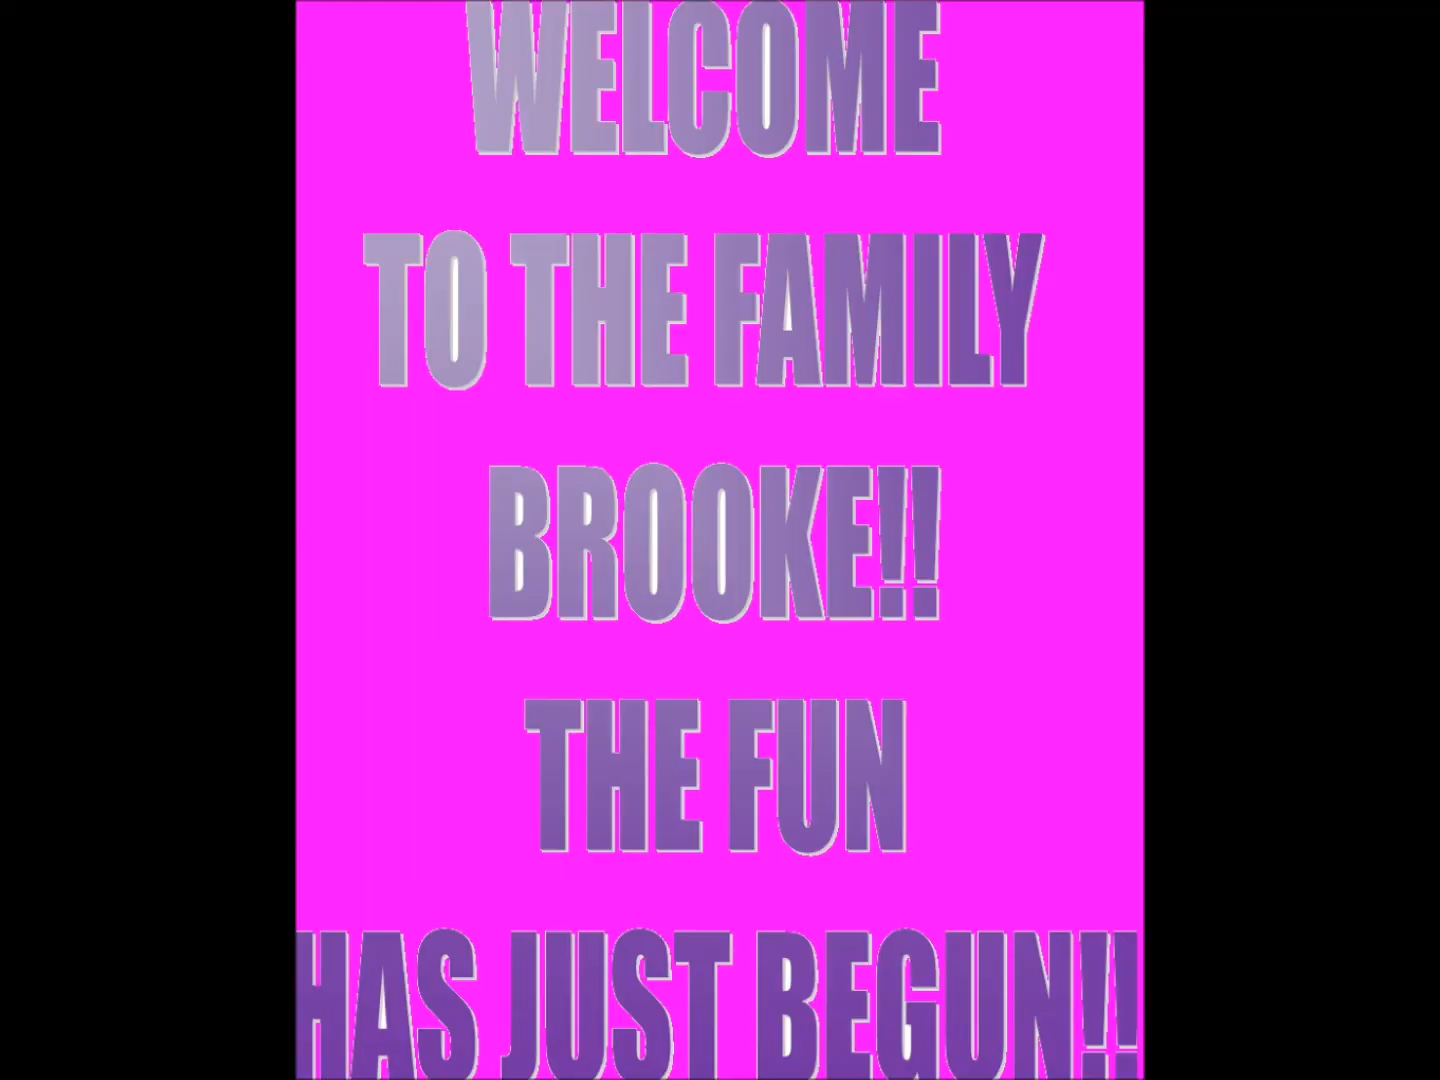 WELCOME
TO THE FAMILY
BROOKE!!
THE FUN
HAS JUST BEGUN!!